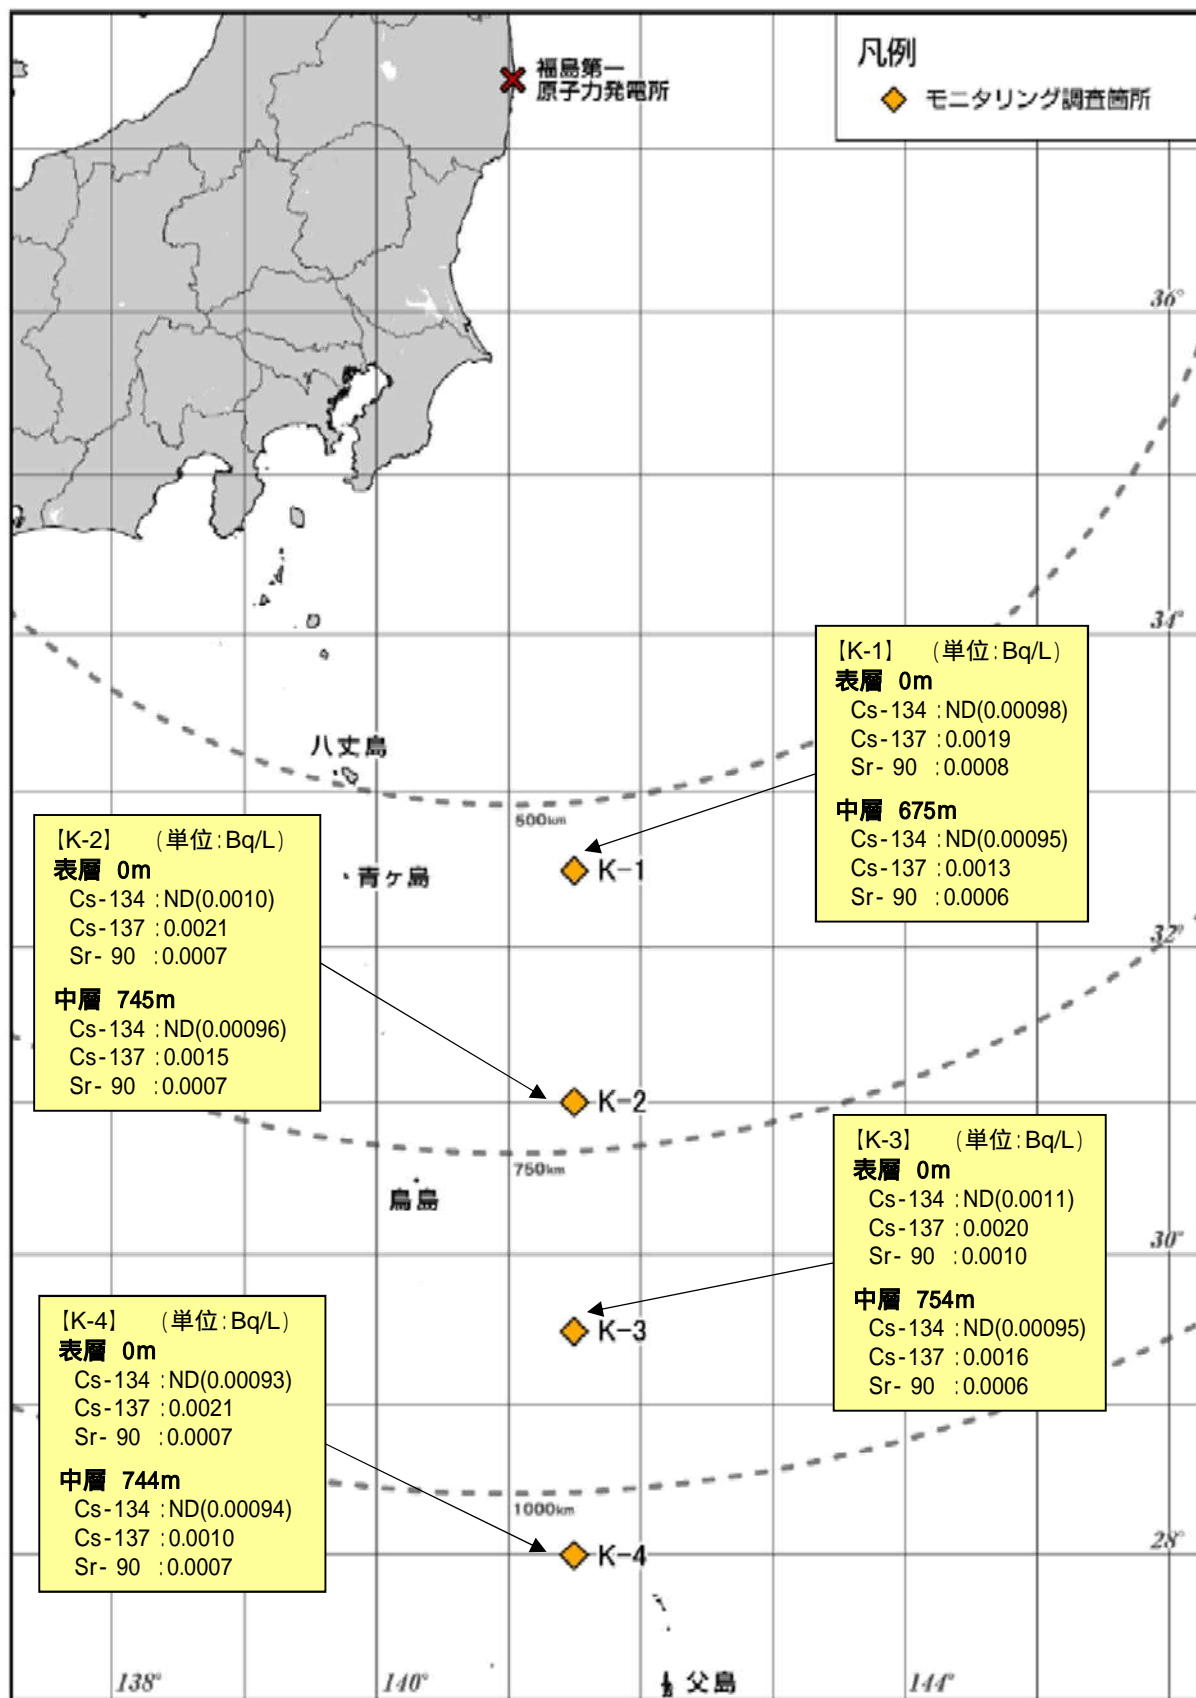 福島第一
原子力発電所
凡例
モニタリング調査箇所
36°
34°
【K-1】 (単位:Bq/L)
表層 0m
Cs-134 :ND(0.00098)
Cs-137 :0.0019
Sr- 90 :0.0008
中層 675m
Cs-134 :ND(0.00095)
Cs-137 :0.0013
Sr- 90 :0.0006
八丈島
500km
【K-2】 (単位:Bq/L)
表層 0m
Cs-134 :ND(0.0010)
Cs-137 :0.0021
Sr- 90 :0.0007
中層 745m
Cs-134 :ND(0.00096)
Cs-137 :0.0015
Sr- 90 :0.0007
青ヶ島
K-1
32°
K-2
750km
鳥島
【K-3】 (単位:Bq/L)
表層 0m
Cs-134 :ND(0.0011)
Cs-137 :0.0020
Sr- 90 :0.0010
中層 754m
Cs-134 :ND(0.00095)
Cs-137 :0.0016
Sr- 90 :0.0006
30°
K-3
【K-4】 (単位:Bq/L)
表層 0m
Cs-134 :ND(0.00093)
Cs-137 :0.0021
Sr- 90 :0.0007
中層 744m
Cs-134 :ND(0.00094)
Cs-137 :0.0010
Sr- 90 :0.0007
1000km
K-4
28°
138°
140°
父島
144°